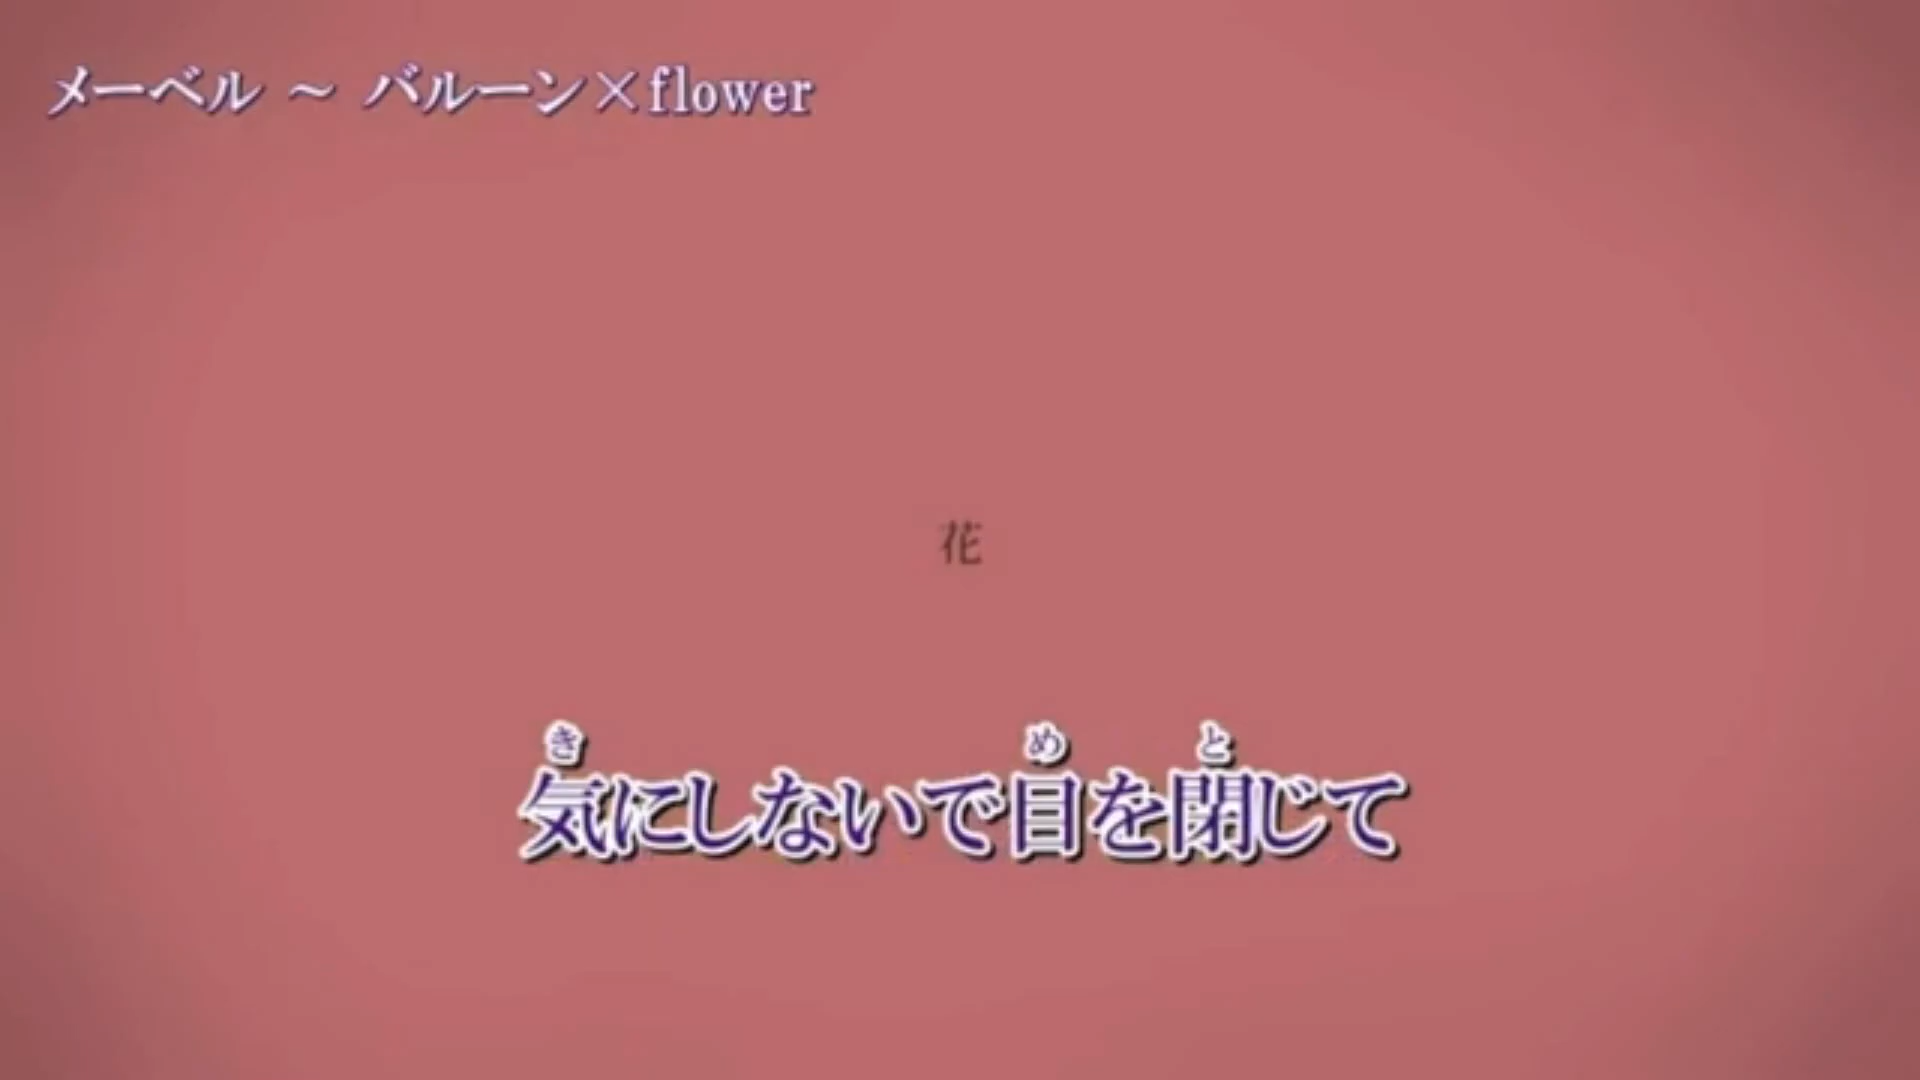 メーベル ～ バルーン×flower
花
き め と
気にしないで目を閉じて